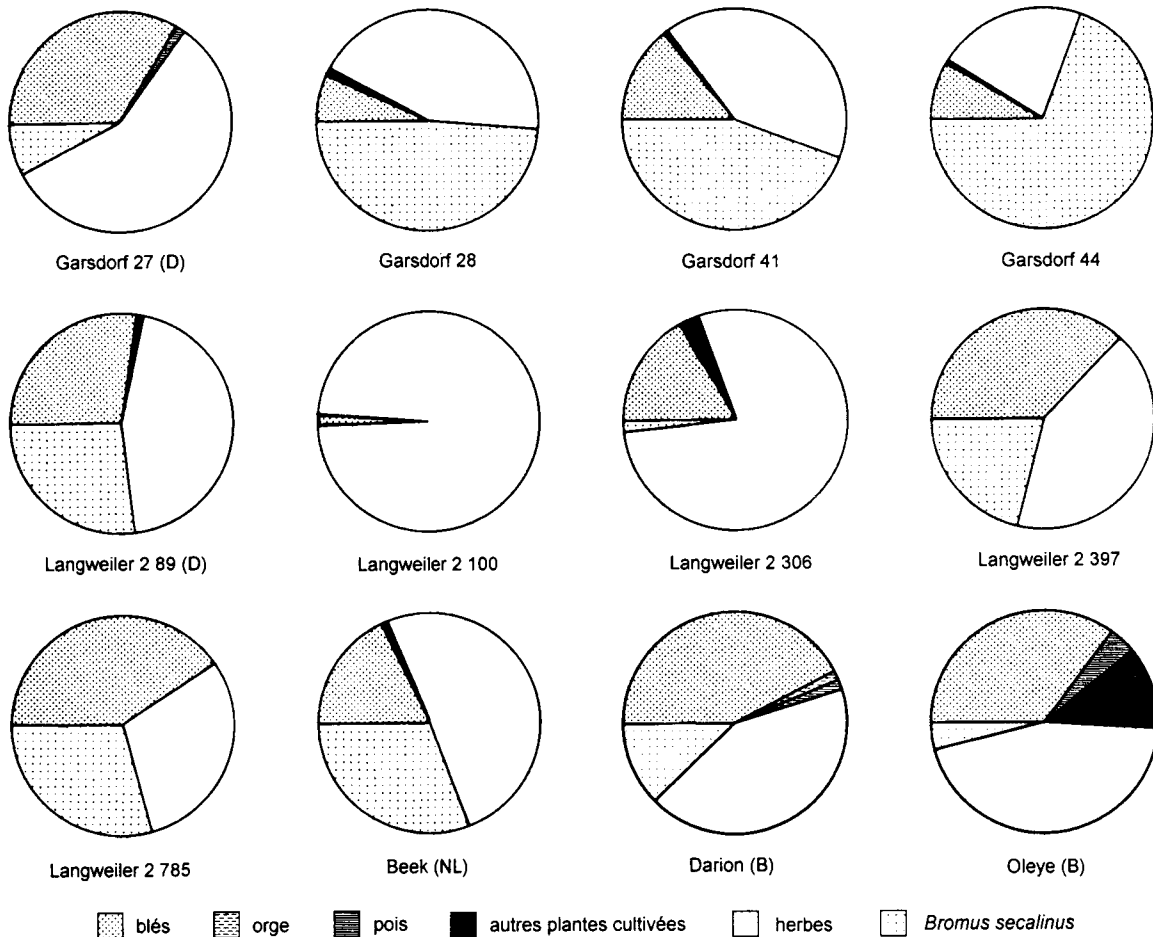 Garsdorf 27 (D)
Garsdorf 28
Garsdorf 41
Garsdorf 44
Langweiler 2 89 (D)
Langweiler 2 100
Langweiler 2 306
Langweiler 2 397
Langweiler 2 785
Beek (NL)
Darion (B)
Oleye (B)
blés
orge
pois
autres plantes cultivées
herbes
Bromus secalinus